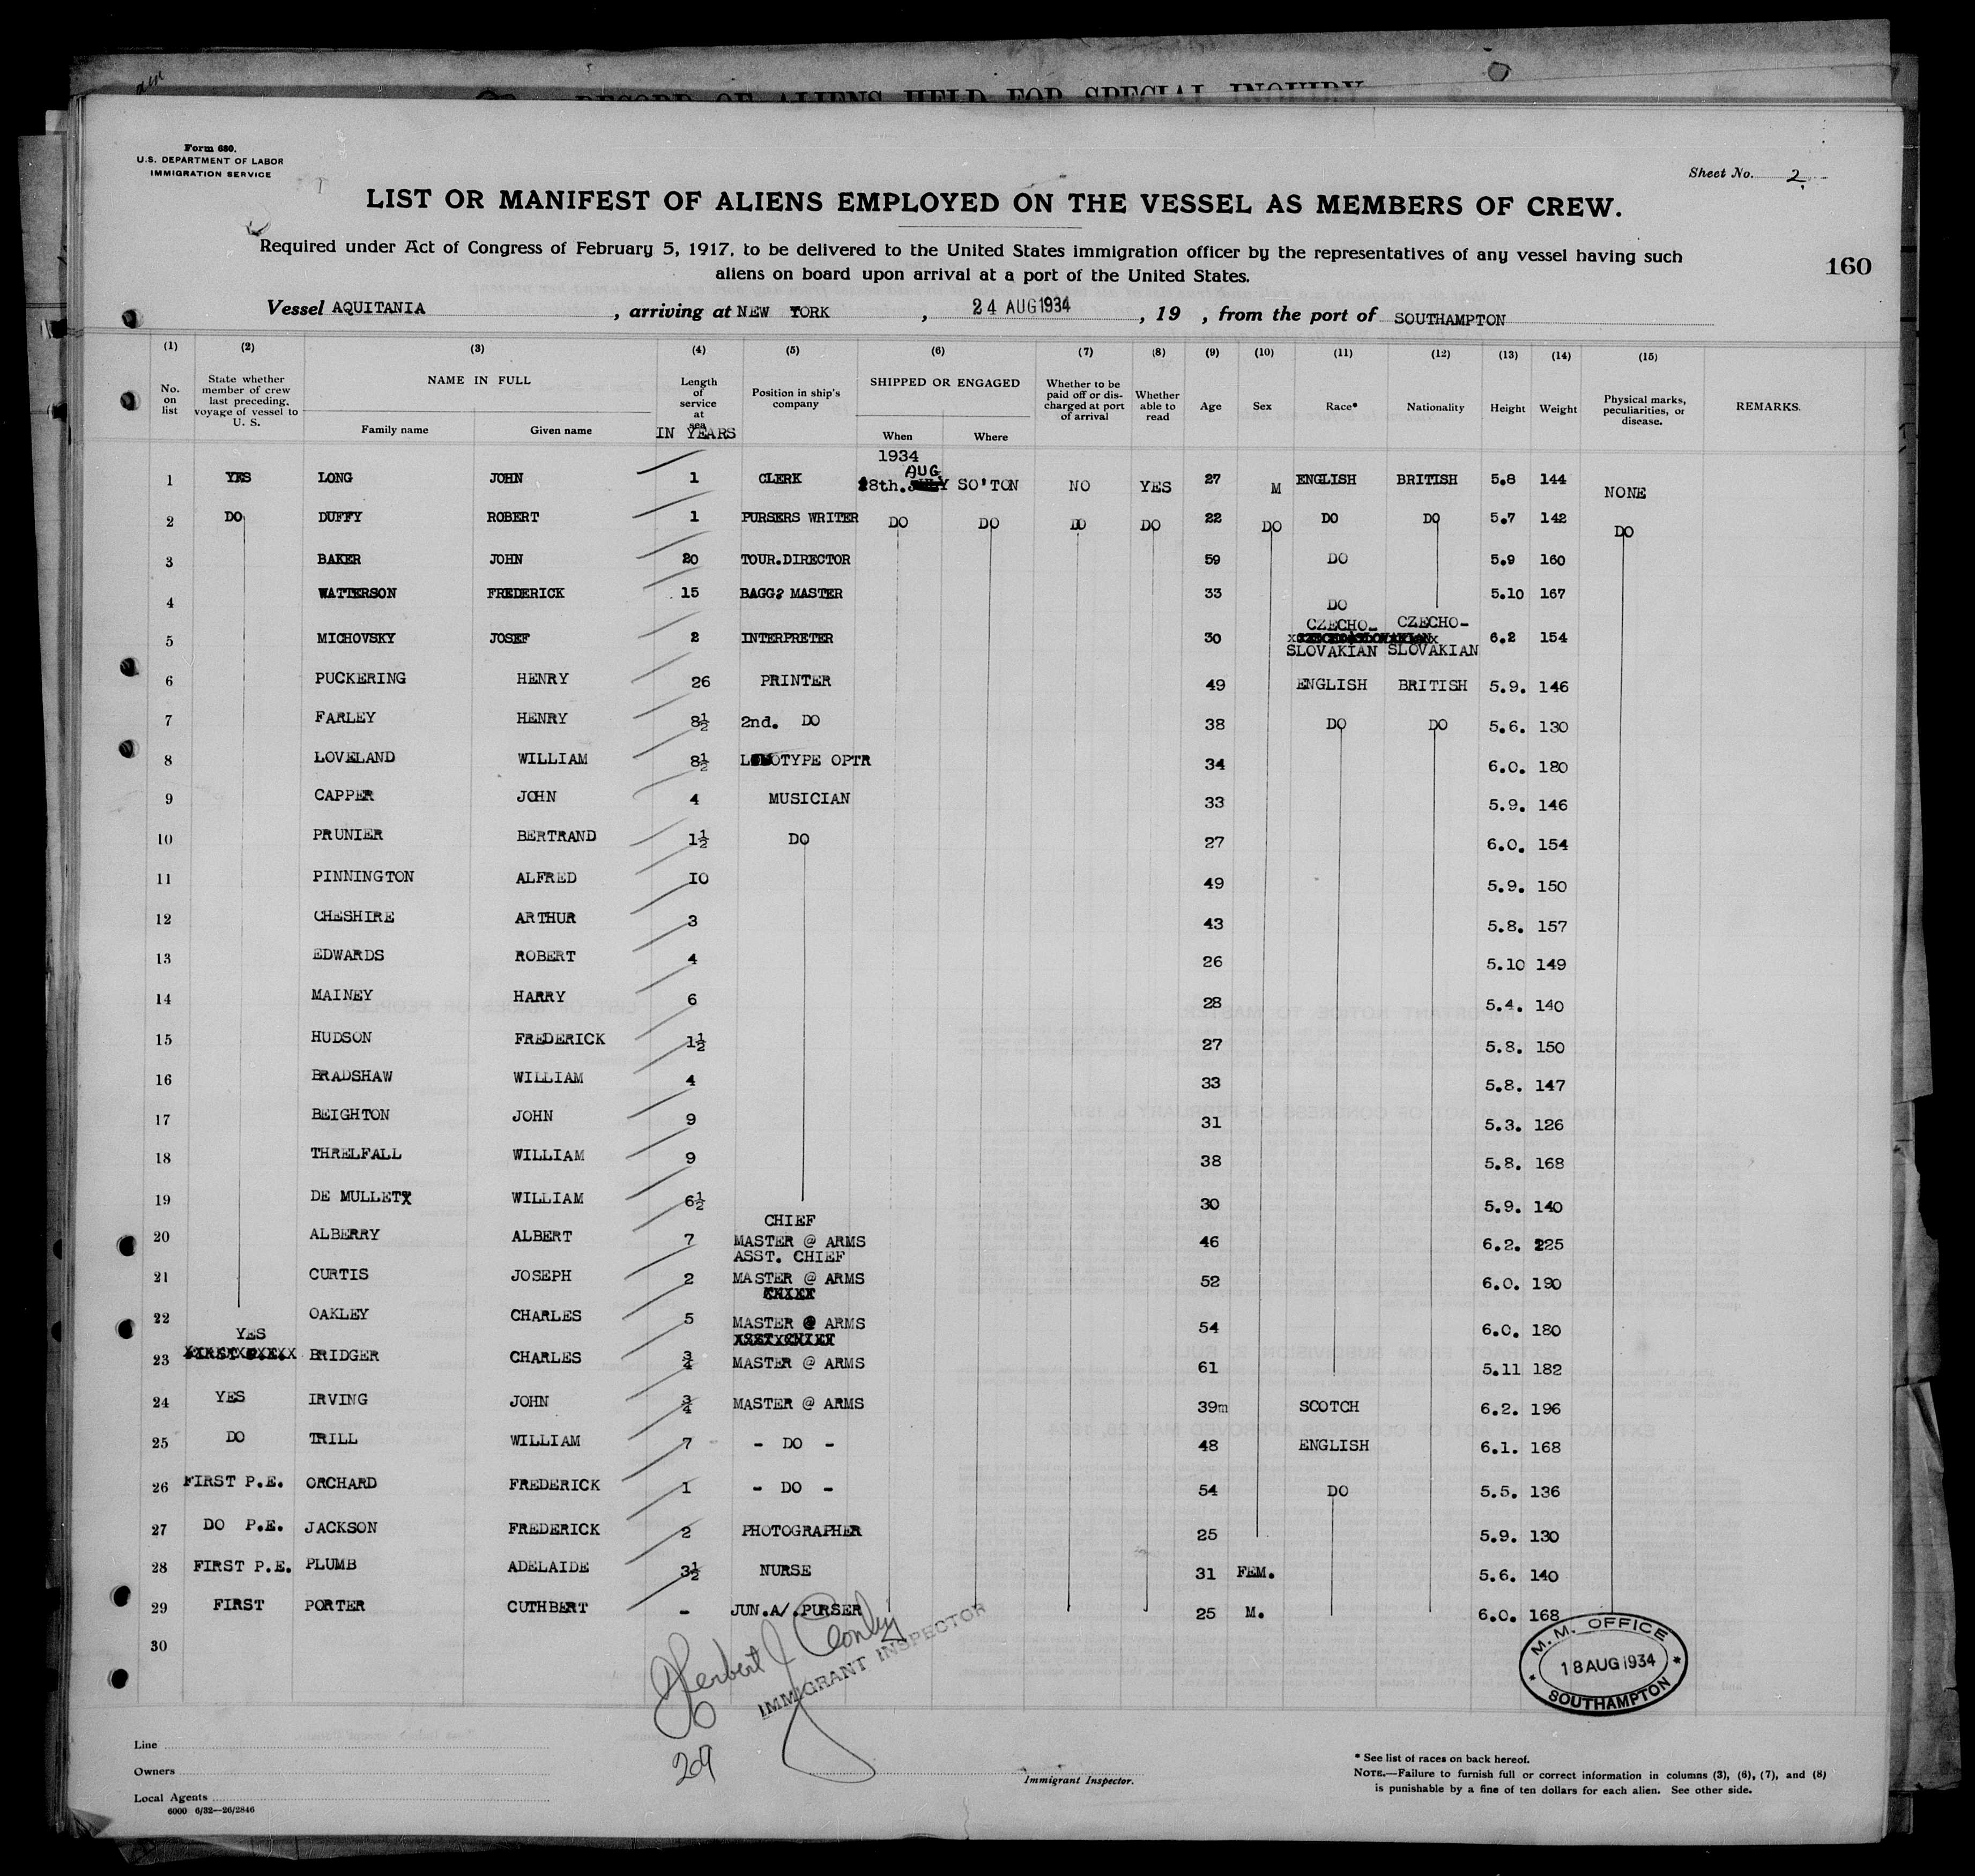 RECORD OF ALIENS HELD FOR SPECIAL INQUIRY
Form 680.
U.S. DEPARTMENT OF LABOR
IMMIGRATION SERVICE
Sheet No. 2.
LIST OR MANIFEST OF ALIENS EMPLOYED ON THE VESSEL AS MEMBERS OF CREW.
Required under Act of Congress of February 5, 1917, to be delivered to the United States immigration officer by the representatives of any vessel having such
aliens on board upon arrival at a port of the United States.
160
Vessel AQUITANIA, arriving at NEW YORK, 24 AUG 1934, 19 , from the port of SOUTHAMPTON
(1) (2) (3) (4) (5) (6) (7) (8) (9) (10) (11) (12) (13) (14) (15)
No. on list
State whether member of crew last preceding, voyage of vessel to U. S.
NAME IN FULL
Family name
Given name
Length of service at sea
IN YEARS
Position in ship's company
SHIPPED OR ENGAGED
When
Where
Whether to be paid off or discharged at port of arrival
Whether able to read
Age
Sex
Race*
Nationality
Height
Weight
Physical marks, peculiarities, or disease.
REMARKS.
1934
AUG
1 YES LONG JOHN 1 CLERK 18th. SO'TON NO YES 27 M ENGLISH BRITISH 5.8 144 NONE
2 DO DUFFY ROBERT 1 PURSERS WRITER DO DO DO DO 22 DO DO DO 5.7 142 DO
3 BAKER JOHN 20 TOUR.DIRECTOR 59 DO 5.9 160
4 WATTERSON FREDERICK 15 BAGG? MASTER 33 DO 5.10 167
CZECHO- CZECHO-
5 MICHOVSKY JOSEF 2 INTERPRETER 30 6.2 154
SLOVAKIAN SLOVAKIAN
6 PUCKERING HENRY 26 PRINTER 49 ENGLISH BRITISH 5.9. 146
7 FARLEY HENRY 8½ 2nd. DO 38 DO DO 5.6. 130
8 LOVELAND WILLIAM 8½ OPTR 34 6.0. 180
9 CAPPER JOHN 4 MUSICIAN 33 5.9. 146
10 PRUNIER BERTRAND 1½ DO 27 6.0. 154
11 PINNINGTON ALFRED IO 49 5.9. 150
12 CHESHIRE ARTHUR 3 43 5.8. 157
13 EDWARDS ROBERT 4 26 5.10 149
14 MAINEY HARRY 6 28 5.4. 140
15 HUDSON FREDERICK 1½ 27 5.8. 150
16 BRADSHAW WILLIAM 4 33 5.8. 147
17 BEIGHTON JOHN 9 31 5.3. 126
18 THRELFALL WILLIAM 9 38 5.8. 168
19 DE MULLETX WILLIAM 6½ 30 5.9. 140
CHIEF
20 ALBERRY ALBERT 7 MASTER @ ARMS 46 6.2. 225
ASST. CHIEF
21 CURTIS JOSEPH 2 MASTER @ ARMS 52 6.0. 190
22 OAKLEY CHARLES 5 MASTER @ ARMS 54 6.0. 180
YES
23 BRIDGER CHARLES ¾ MASTER @ ARMS 61 5.11 182
24 YES IRVING JOHN ¾ MASTER @ ARMS 39m SCOTCH 6.2. 196
25 DO TRILL WILLIAM 7 - DO - 48 ENGLISH 6.1. 168
26 FIRST P.E. ORCHARD FREDERICK 1 - DO - 54 DO 5.5. 136
27 DO P.E. JACKSON FREDERICK 2 PHOTOGRAPHER 25 5.9. 130
28 FIRST P.E. PLUMB ADELAIDE 3½ NURSE 31 FEM. 5.6. 140
29 FIRST PORTER CUTHBERT - JUN.A/.PURSER 25 M. 6.0. 168
30
Herbert J Conly
IMMIGRANT INSPECTOR
29
M. M. OFFICE
18 AUG 1934
SOUTHAMPTON
Line
Owners
Local Agents
6000 6/32—26/2846
Immigrant Inspector.
* See list of races on back hereof.
NOTE.—Failure to furnish full or correct information in columns (3), (6), (7), and (8)
is punishable by a fine of ten dollars for each alien. See other side.